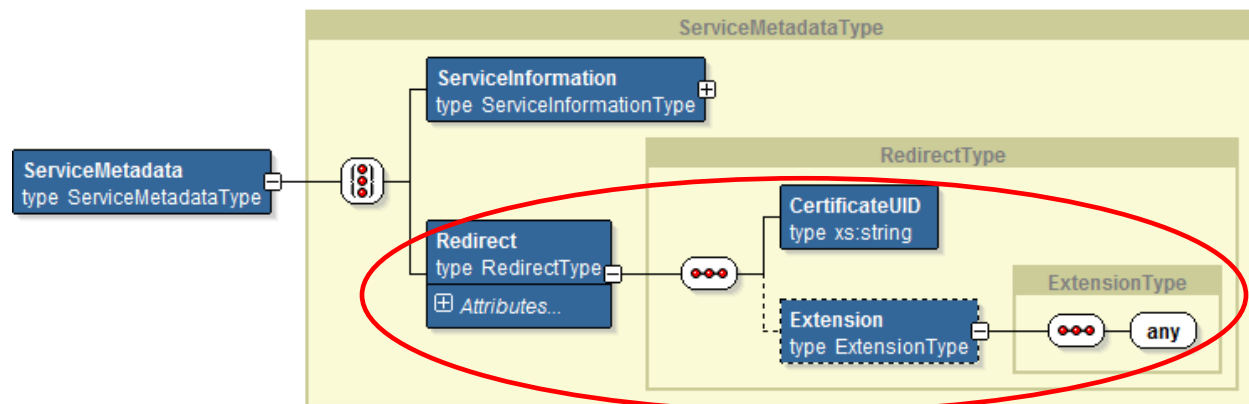 ServiceMetadataType
ServiceInformation
type ServiceInformationType
ServiceMetadata
type ServiceMetadataType
RedirectType
CertificateUID
type xs:string
Redirect
type RedirectType
Attributes...
ExtensionType
Extension
type ExtensionType
any